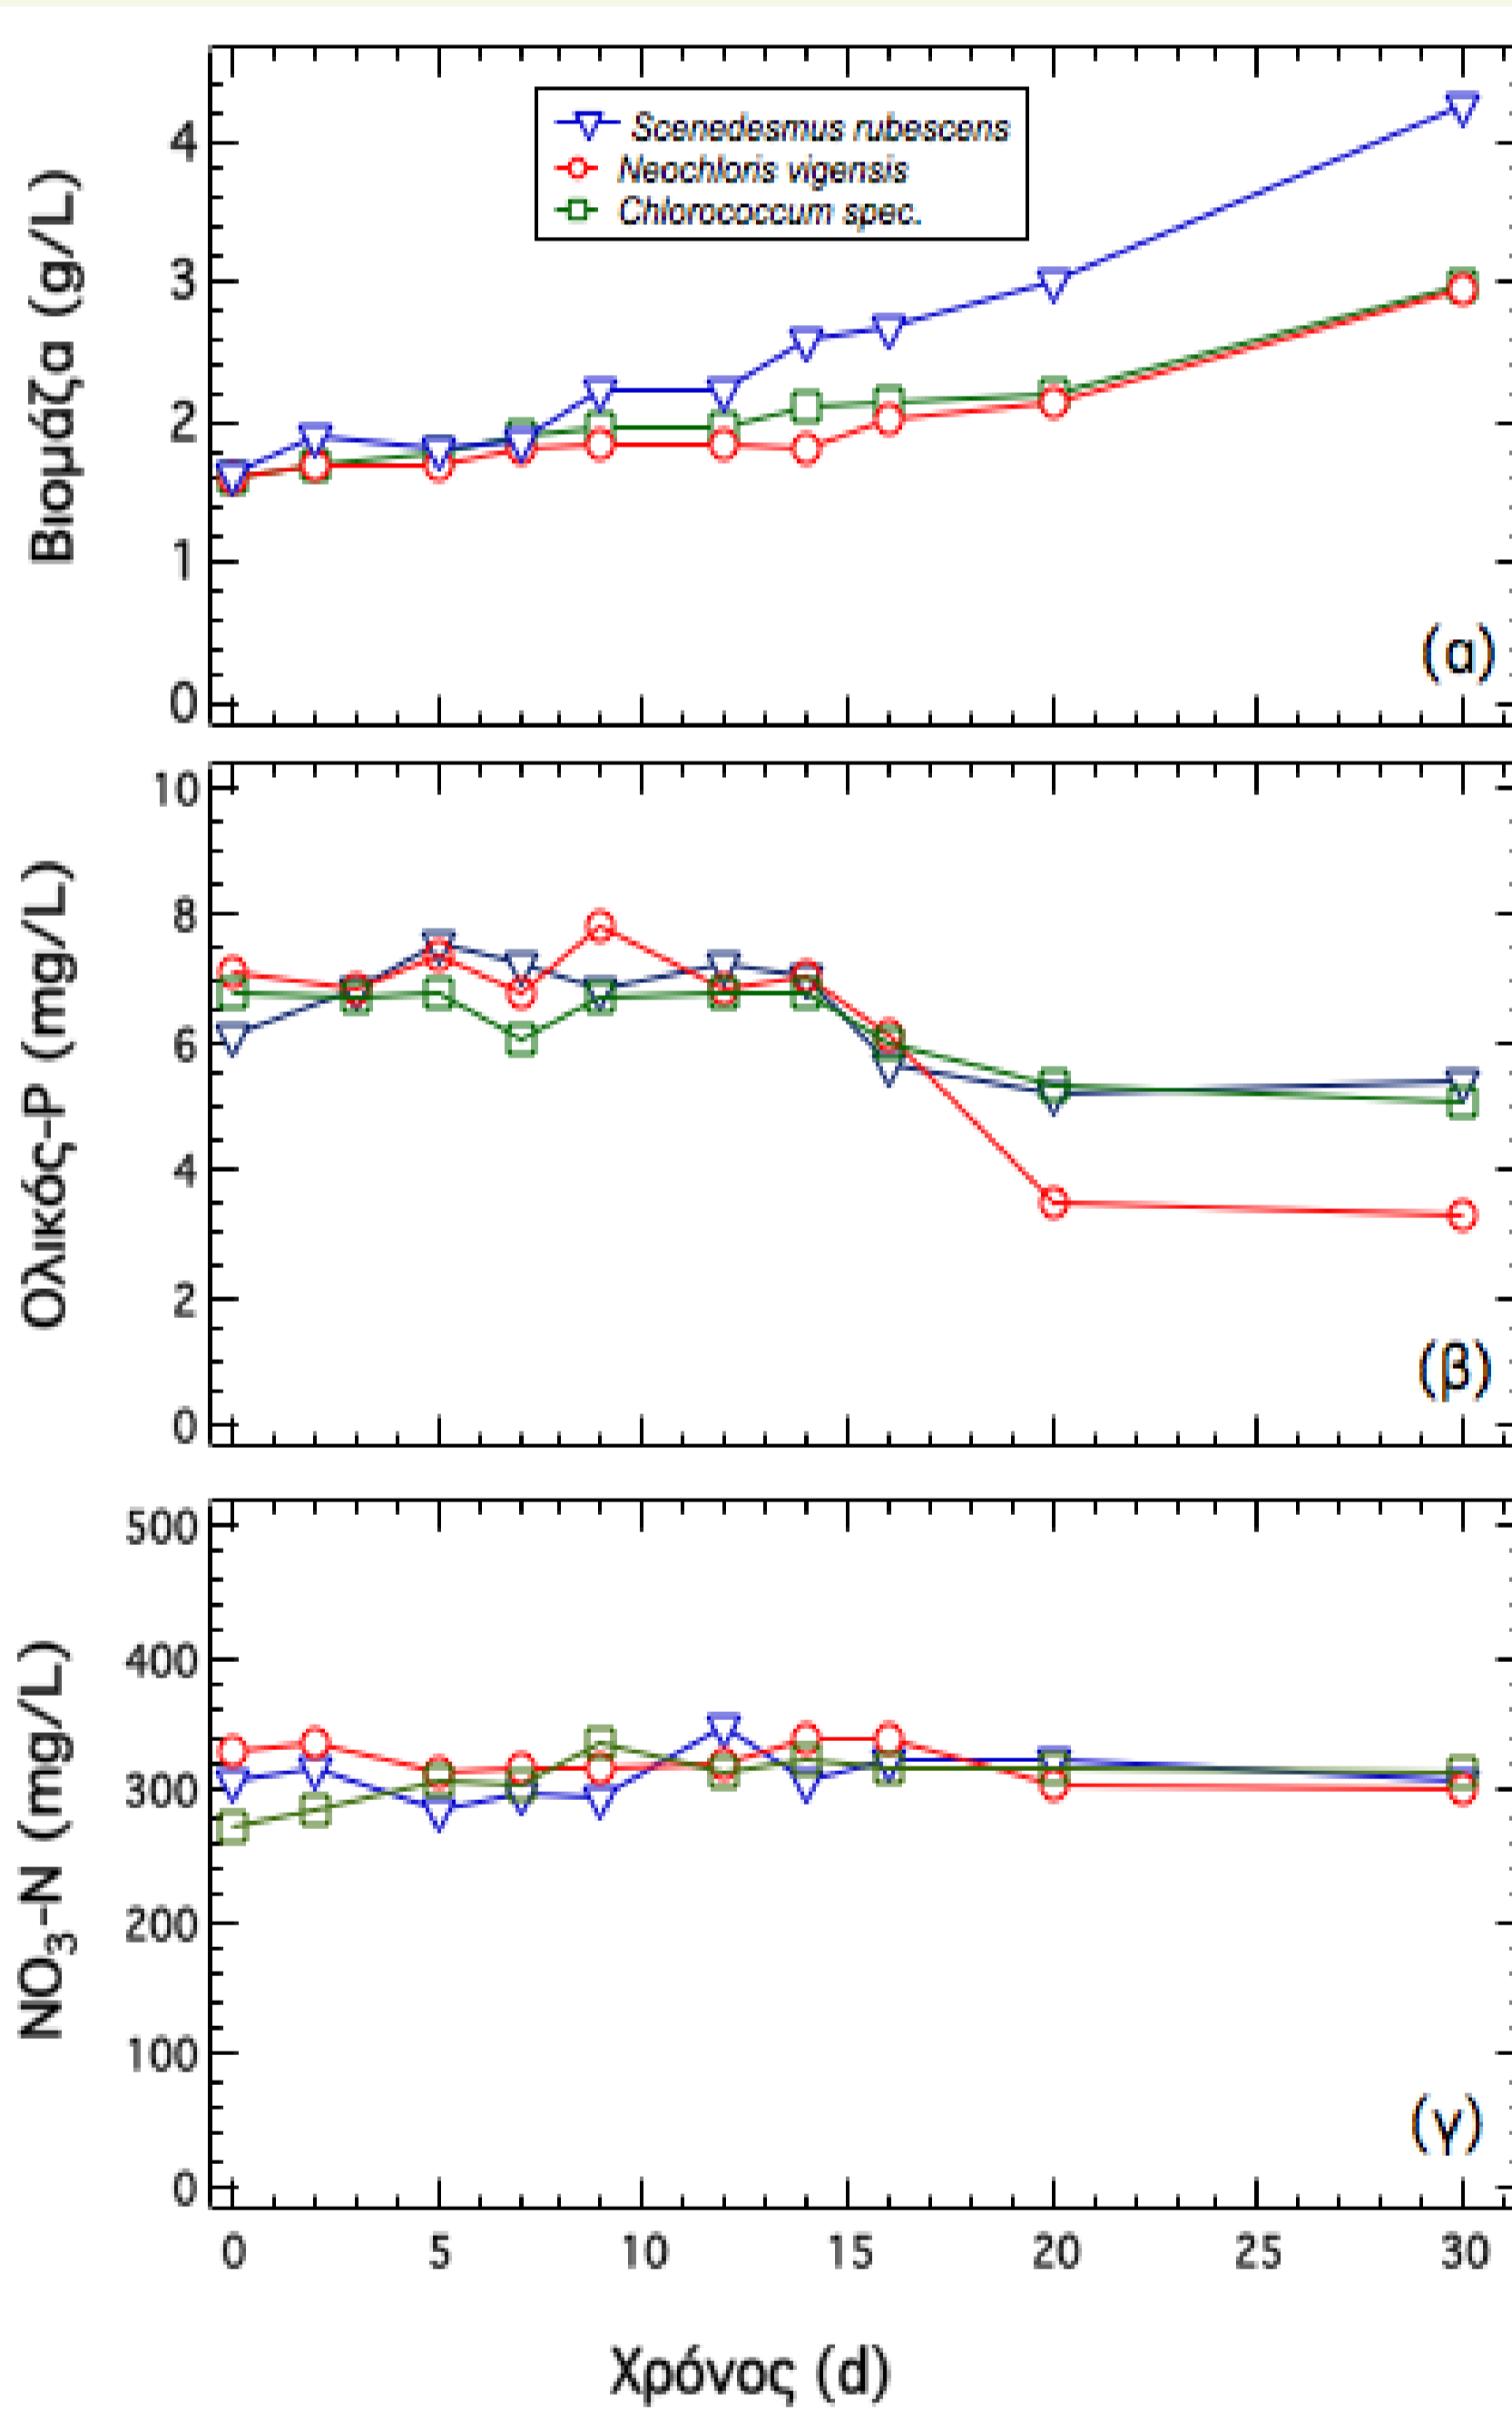 Scenedesmus rubescens
Neochloris vigensis
Chlorococcum spec.
Βιομάζα (g/L)
4
3
2
1
0
(α)
Ολικός-P (mg/L)
10
8
6
4
2
0
(β)
NO3-N (mg/L)
500
400
300
200
100
0
(γ)
0 5 10 15 20 25 30
Χρόνος (d)